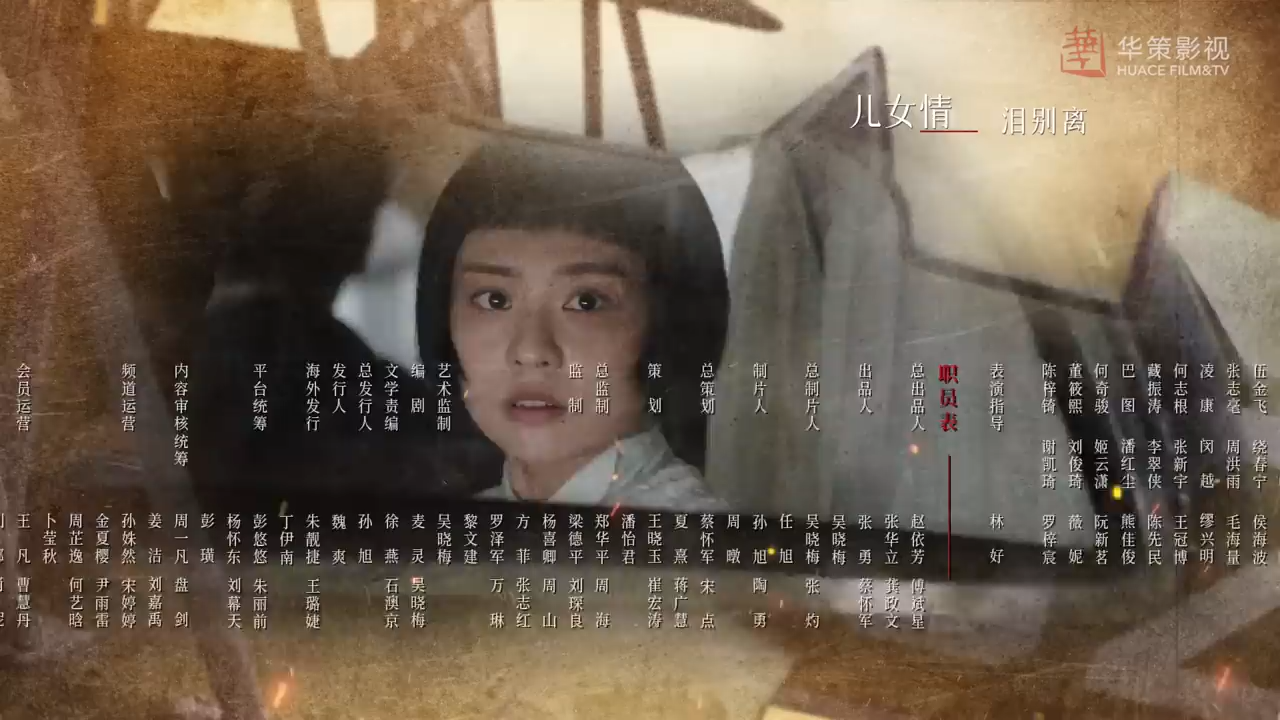 华策影视
HUACE FILM&TV
儿女情
泪别离
伍金飞 绕春宁 侯海波
张志毫 周洪雨 毛海量
凌康 闵越 缪兴明
何志根 张新宇 王冠博
藏振涛 李翠侠 陈先民
巴图 潘红尘 熊佳俊
何奇骏 姬云潇 阮新茗
董筱熙 刘俊琦 薇妮
陈梓锜 谢凯琦 罗梓宸
表演指导 林好
职员表
总出品人 赵依芳 傅斌星
张华立 龚政文
出品人 张勇 蔡怀军
吴晓梅
总制片人 吴晓梅 张灼
任旭
制片人 孙旭 陶勇
周暾
总策划 蔡怀军 宋点
夏熹 蒋广慧
策划 王晓玉 崔宏涛
潘怡君
总监制 郑华平 周海
监制 梁德平 刘琛良
杨喜卿 周山
方菲 张志红
罗泽军 万琳
黎文建
艺术监制 吴晓梅
编剧 麦灵 吴晓梅
文学责编 徐燕 石澳京
总发行人 孙旭
发行人 魏爽
海外发行 朱靓捷 王璐婕
丁伊南
平台统筹 彭悠悠 朱丽前
杨怀东 刘幕天
彭璜
内容审核统筹 周一凡 盘剑
姜洁 刘嘉禹
频道运营 孙姝然 宋婷婷
金夏樱 尹雨雷
周芷逸 何艺晗
卜莹秋
会员运营 王凡 曹慧丹